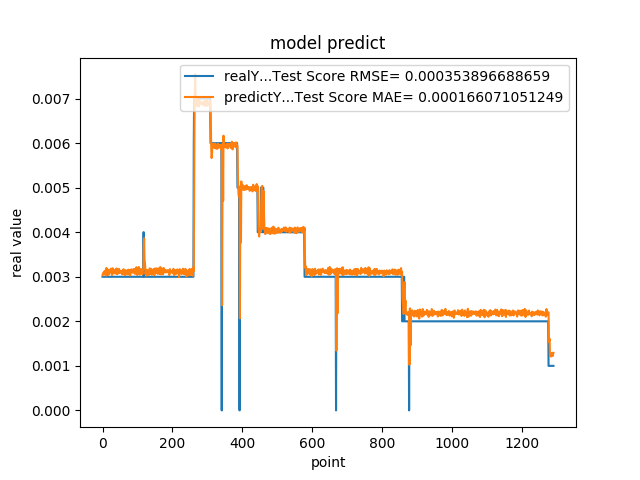 model predict
realY...Test Score RMSE= 0.000353896688659
predictY...Test Score MAE= 0.000166071051249
real value
0.007
0.006
0.005
0.004
0.003
0.002
0.001
0.000
0 200 400 600 800 1000 1200
point